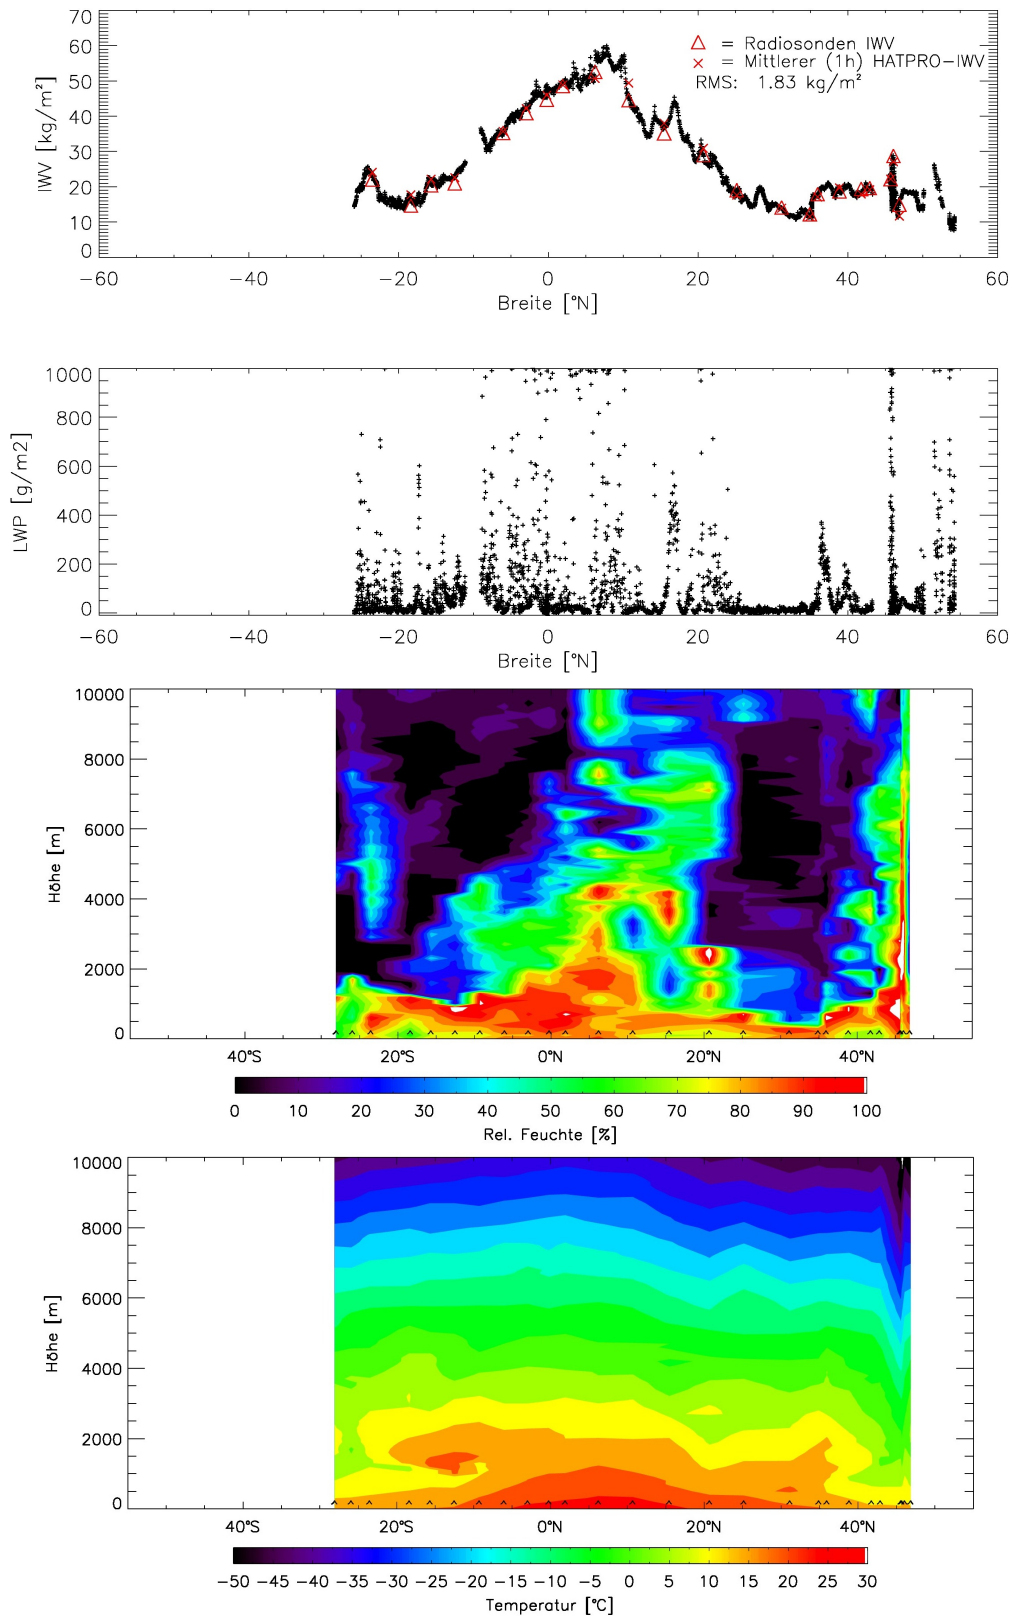 70
60
50
40
30
20
10
0
IWV [kg/m²]
△ = Radiosonden IWV
× = Mittlerer (1h) HATPRO-IWV
RMS: 1.83 kg/m²
-60 -40 -20 0 20 40 60
Breite [°N]
1000
800
600
400
200
0
LWP [g/m2]
-60 -40 -20 0 20 40 60
Breite [°N]
10000
8000
6000
4000
2000
0
Höhe [m]
40°S 20°S 0°N 20°N 40°N
0 10 20 30 40 50 60 70 80 90 100
Rel. Feuchte [%]
10000
8000
6000
4000
2000
0
Höhe [m]
40°S 20°S 0°N 20°N 40°N
-50 -45 -40 -35 -30 -25 -20 -15 -10 -5 0 5 10 15 20 25 30
Temperatur [°C]